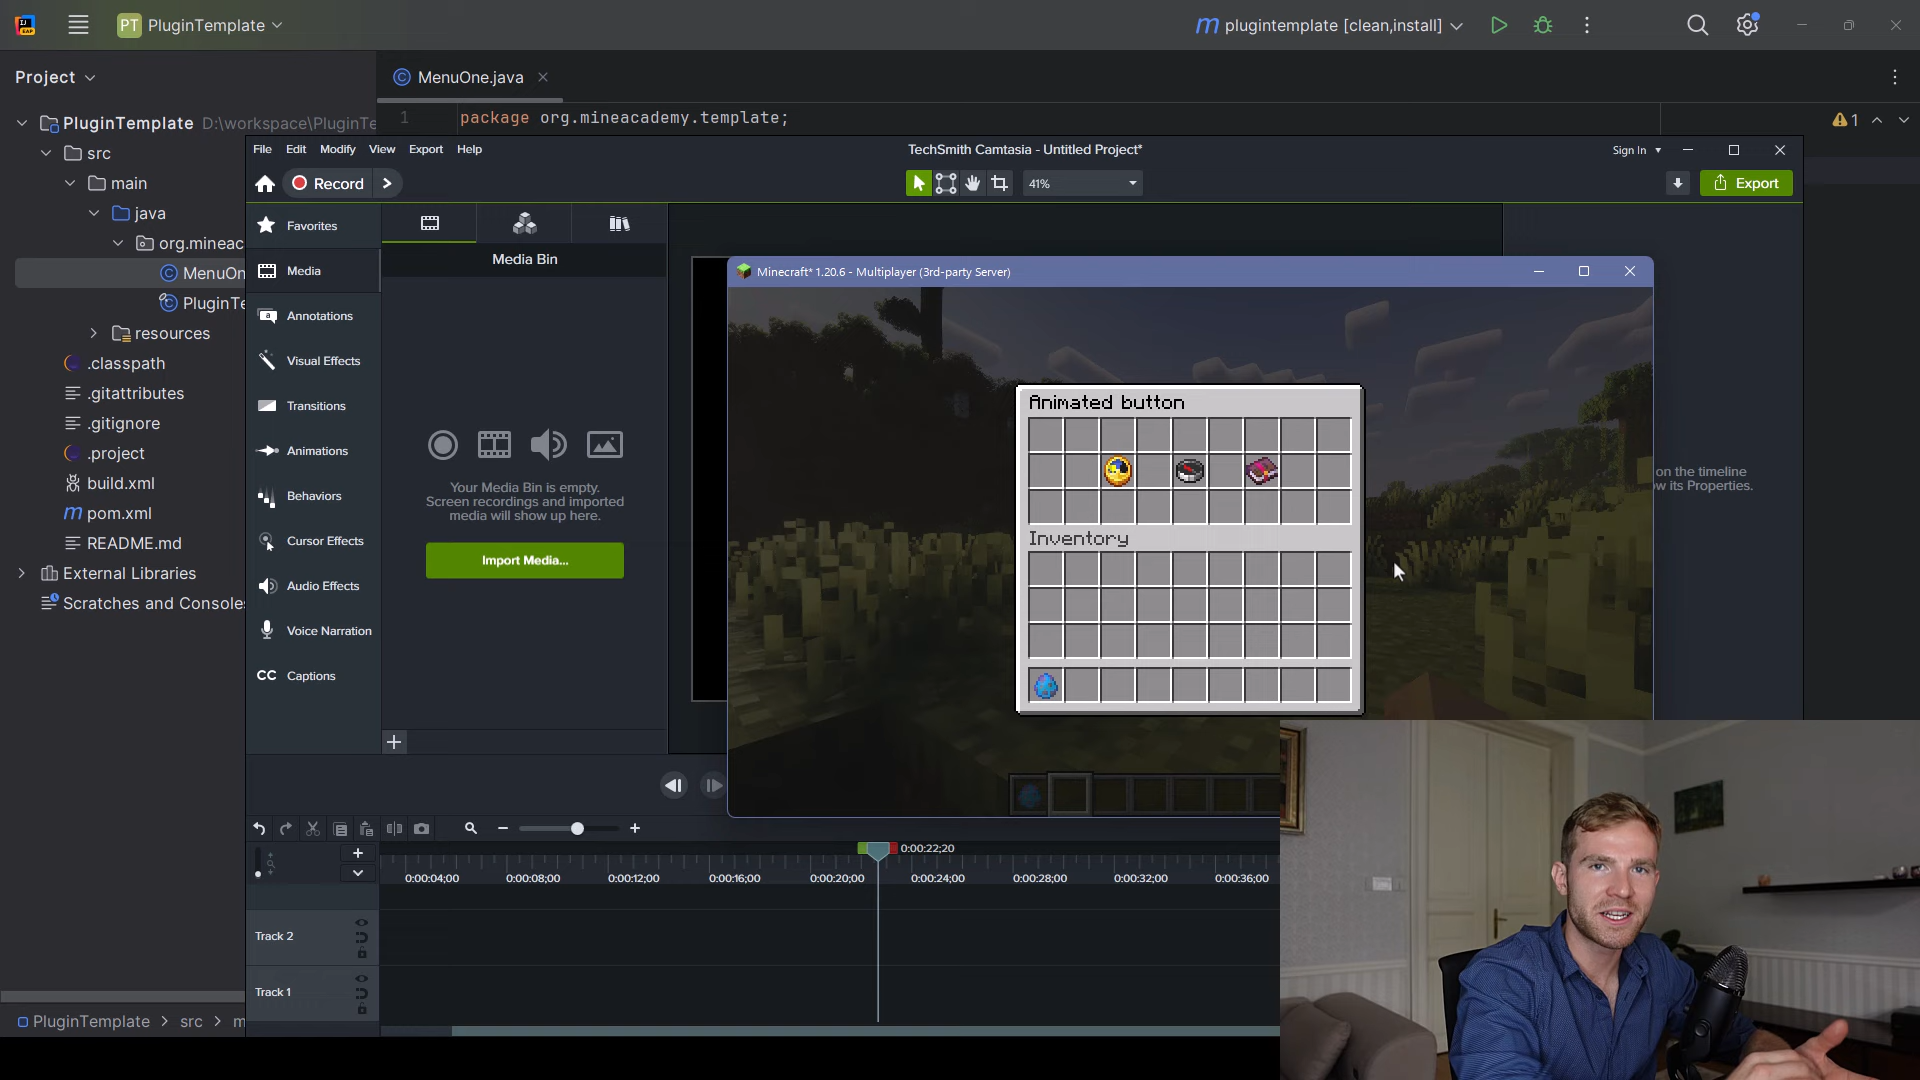 PT PluginTemplate
plugintemplate [clean,install]
Project
MenuOne.java
PluginTemplate D:\workspace\PluginTe
1 package org.mineacademy.template;
1
src
main
java
org.mineac
MenuOn
PluginTe
resources
.classpath
.gitattributes
.gitignore
.project
build.xml
pom.xml
README.md
External Libraries
Scratches and Console
PluginTemplate > src > m
File Edit Modify View Export Help
TechSmith Camtasia - Untitled Project*
Sign In
Record
41%
Export
Favorites
Media
Annotations
Visual Effects
Transitions
Animations
Behaviors
Cursor Effects
Audio Effects
Voice Narration
CC Captions
Media Bin
Your Media Bin is empty.
Screen recordings and imported
media will show up here.
Import Media...
Minecraft* 1.20.6 - Multiplayer (3rd-party Server)
Animated button
Inventory
on the timeline
w its Properties.
0:00:22;20
0:00:04;00 0:00:08;00 0:00:12;00 0:00:16;00 0:00:20;00 0:00:24;00 0:00:28;00 0:00:32;00 0:00:36;00
Track 2
Track 1